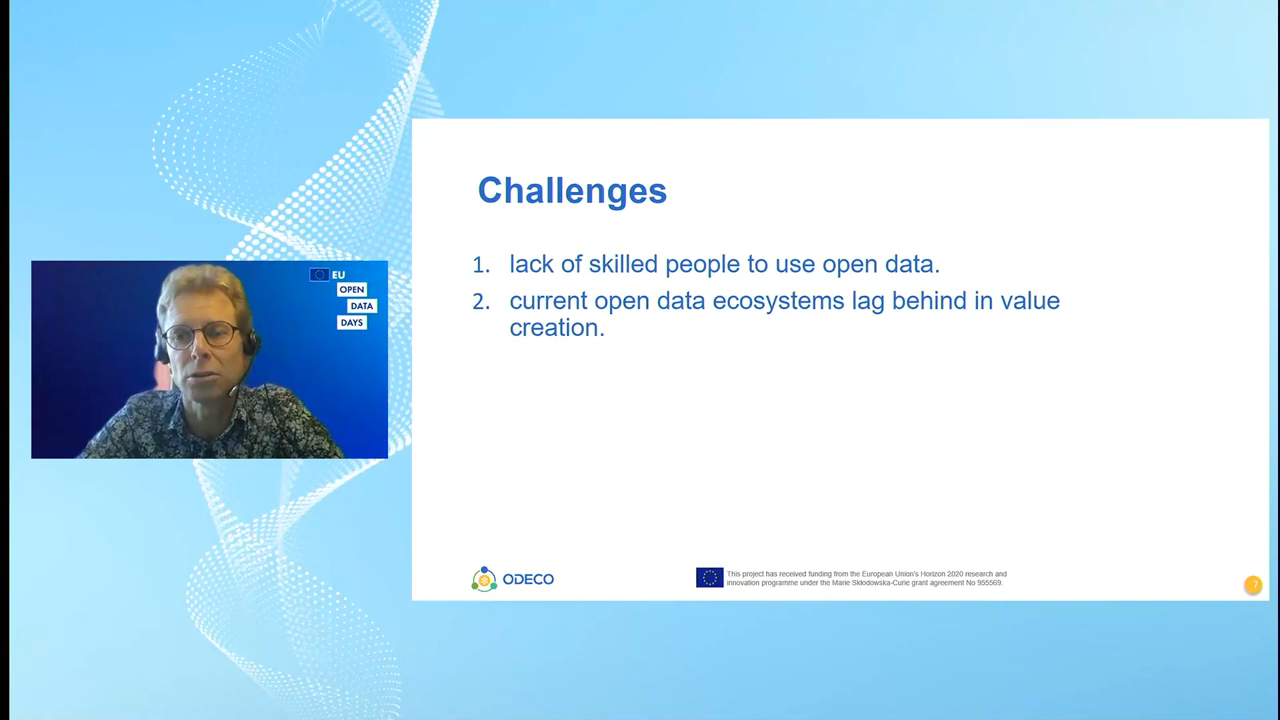 EU
OPEN
DATA
DAYS
Challenges
1. lack of skilled people to use open data.
2. current open data ecosystems lag behind in value
creation.
ODECO
This project has received funding from the European Union's Horizon 2020 research and
innovation programme under the Marie Skłodowska-Curie grant agreement No 955569.
7